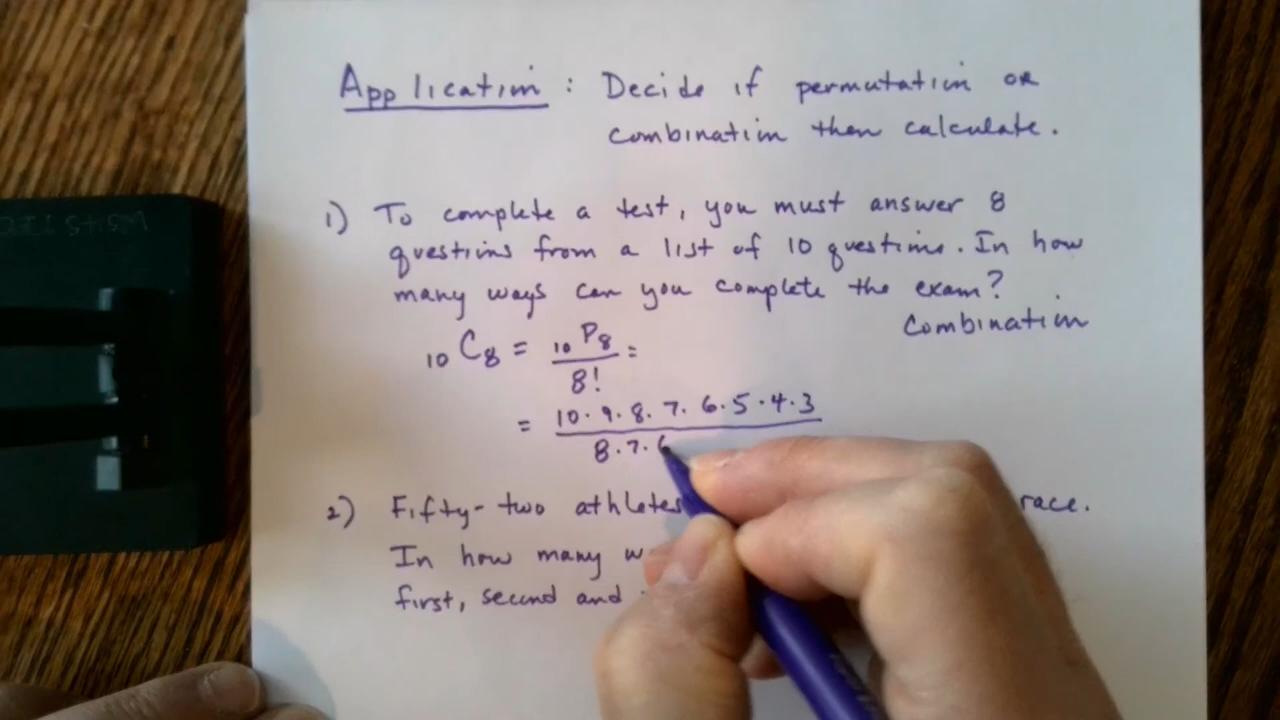 Application: Decide if permutation or
combination then calculate.
1) To complete a test, you must answer 8
questions from a list of 10 questions. In how
many ways can you complete the exam?
Combination
₁₀C₈ = ₁₀P₈ / 8! =
= 10·9·8·7·6·5·4·3 / 8·7·6
2) Fifty-two athletes race.
In how many
first, second and